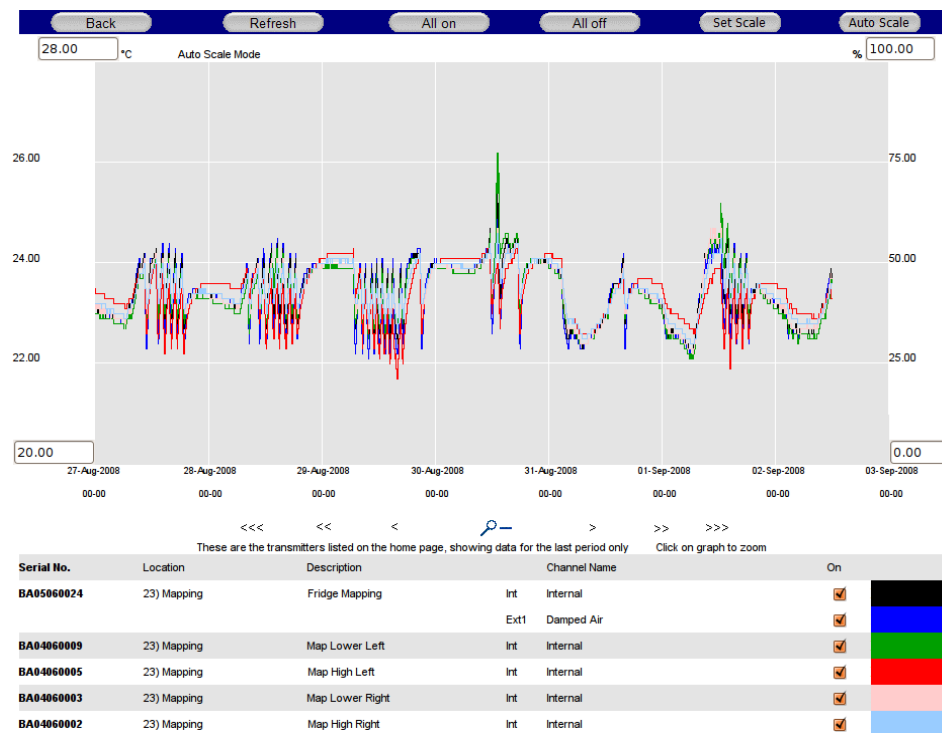 Back Refresh All on All off Set Scale Auto Scale
28.00 °C Auto Scale Mode % 100.00
26.00 75.00
24.00 50.00
22.00 25.00
20.00 0.00
27-Aug-2008 28-Aug-2008 29-Aug-2008 30-Aug-2008 31-Aug-2008 01-Sep-2008 02-Sep-2008 03-Sep-2008
00-00 00-00 00-00 00-00 00-00 00-00 00-00 00-00
<<< << < > >> >>>
These are the transmitters listed on the home page, showing data for the last period only Click on graph to zoom
Serial No. Location Description Channel Name On
BA05060024 23) Mapping Fridge Mapping Int Internal
Ext1 Damped Air
BA04060009 23) Mapping Map Lower Left Int Internal
BA04060005 23) Mapping Map High Left Int Internal
BA04060003 23) Mapping Map Lower Right Int Internal
BA04060002 23) Mapping Map High Right Int Internal